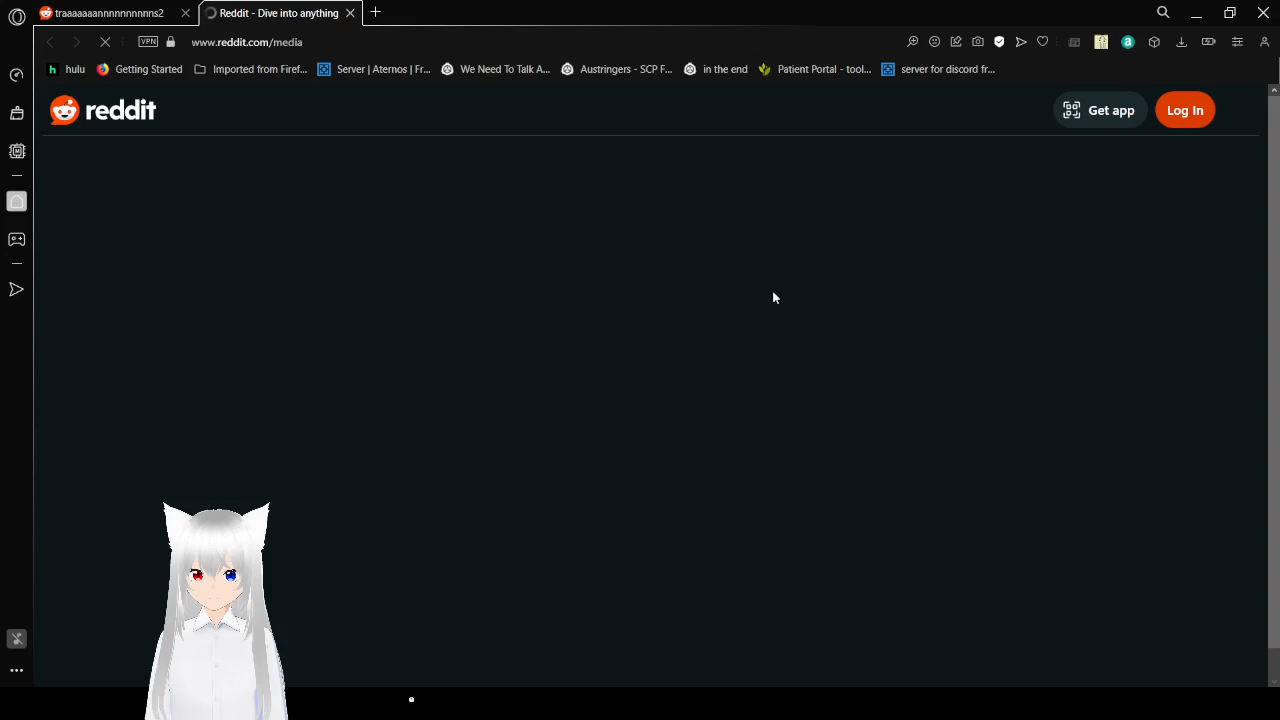 traaaaaaannnnnnnnnns2
Reddit - Dive into anything
VPN
www.reddit.com/media
h
hulu
Getting Started
Imported from Firef...
Server | Aternos | Fr...
We Need To Talk A...
Austringers - SCP F...
in the end
Patient Portal - tool...
server for discord fr...
reddit
Get app
Log In